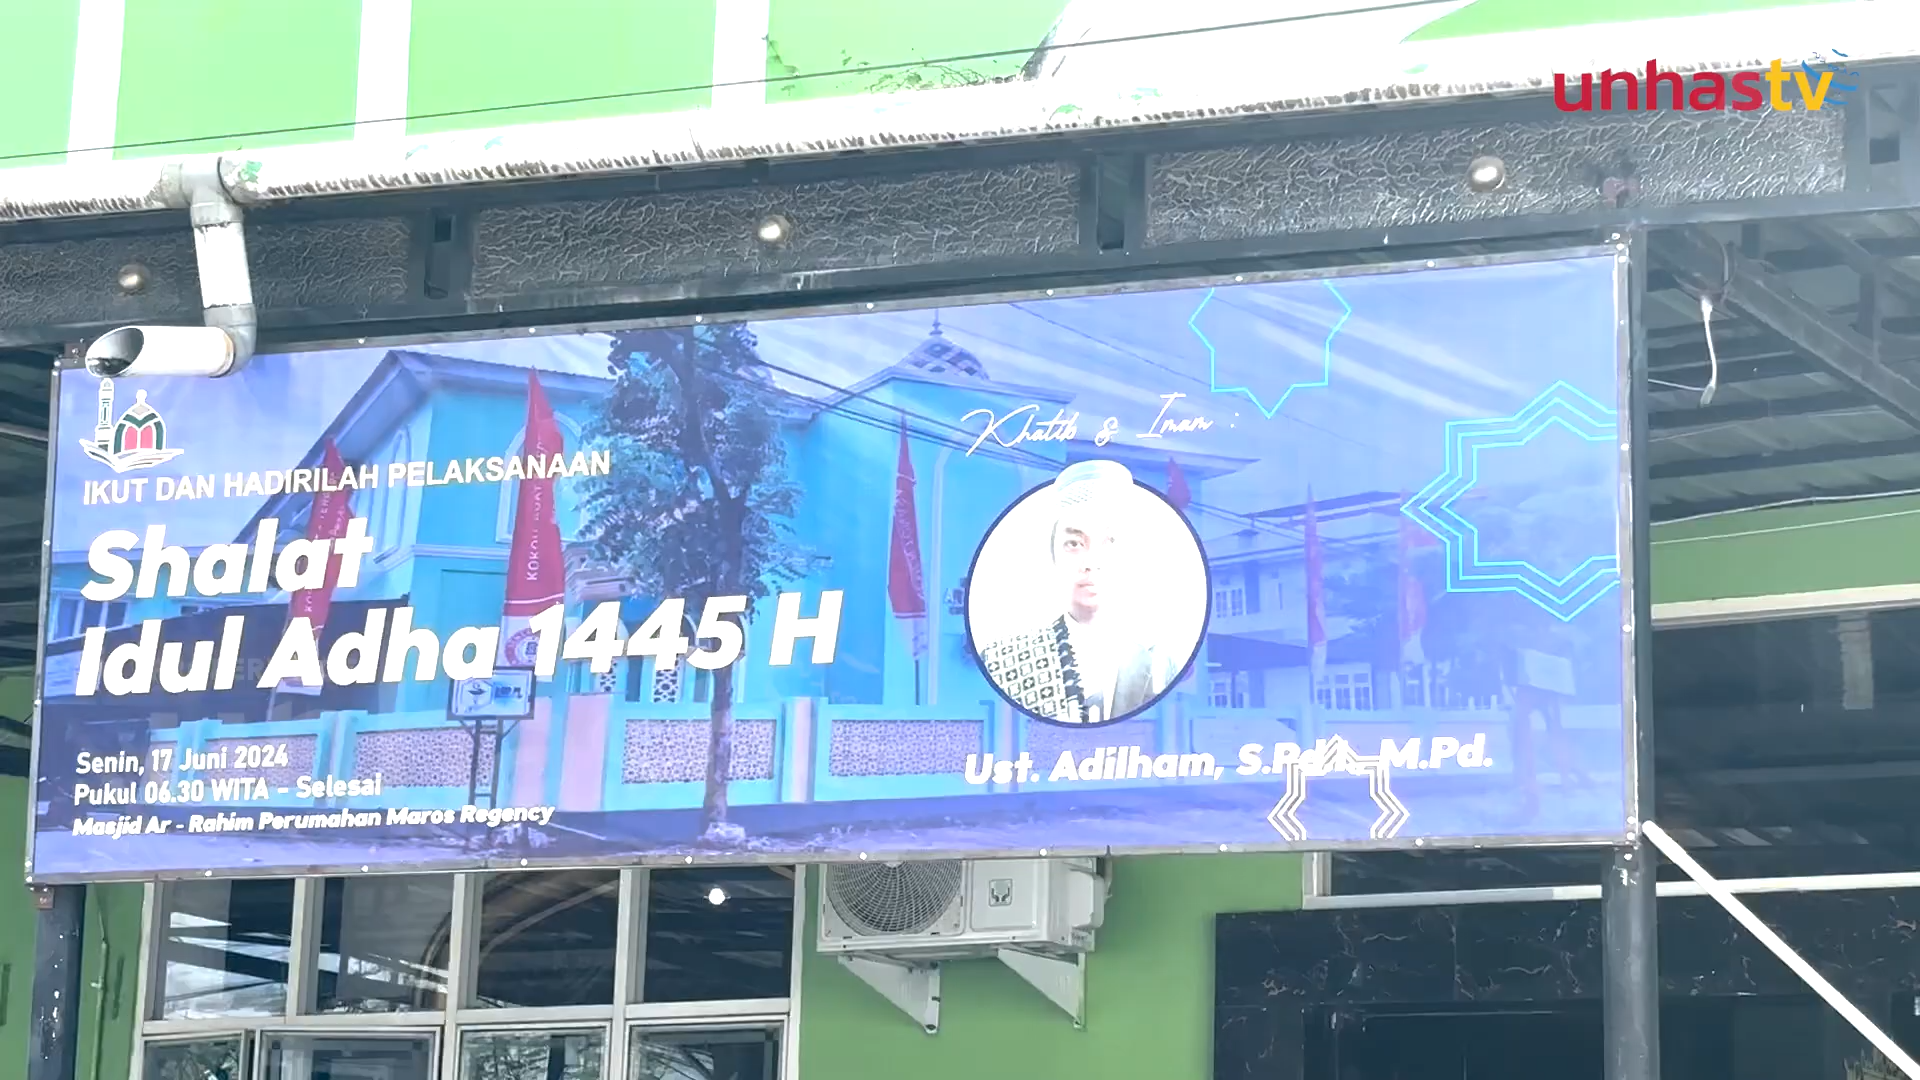 unhastv
IKUT DAN HADIRILAH PELAKSANAAN
Shalat
Idul Adha 1445 H
Senin, 17 Juni 2024
Pukul 06.30 WITA - Selesai
Masjid Ar - Rahim Perumahan Maros Regency
Khatib & Imam :
Ust. Adilham, M.Pd.